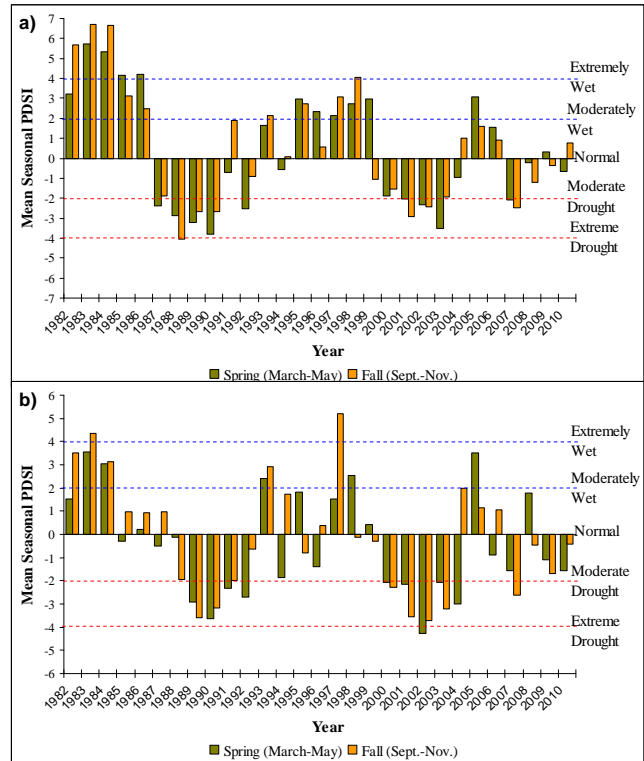 a)
Mean Seasonal PDSI
7
6
5
4
3
2
1
0
-1
-2
-3
-4
-5
-6
-7
Extremely
Wet
Moderately
Wet
Normal
Moderate
Drought
Extreme
Drought
1982 1983 1984 1985 1986 1987 1988 1989 1990 1991 1992 1993 1994 1995 1996 1997 1998 1999 2000 2001 2002 2003 2004 2005 2006 2007 2008 2009 2010
Year
Spring (March-May) Fall (Sept.-Nov.)
b)
Mean Seasonal PDSI
6
5
4
3
2
1
0
-1
-2
-3
-4
-5
-6
Extremely
Wet
Moderately
Wet
Normal
Moderate
Drought
Extreme
Drought
1982 1983 1984 1985 1986 1987 1988 1989 1990 1991 1992 1993 1994 1995 1996 1997 1998 1999 2000 2001 2002 2003 2004 2005 2006 2007 2008 2009 2010
Year
Spring (March-May) Fall (Sept.-Nov.)